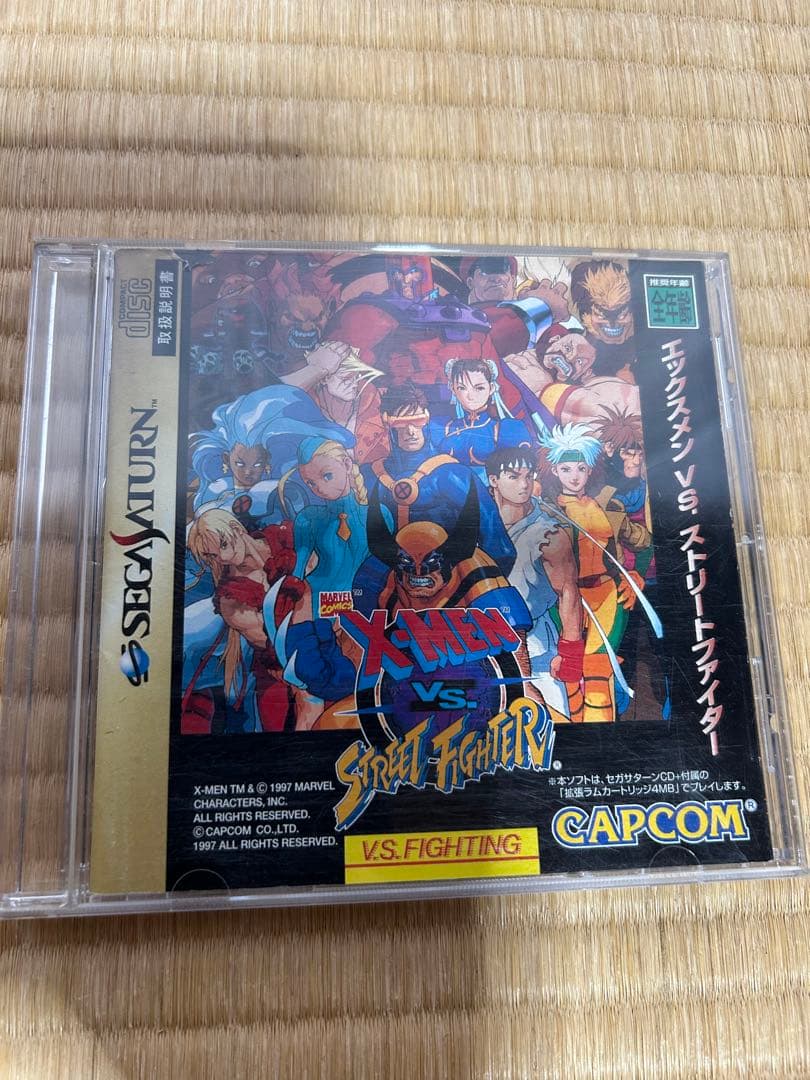 COMPACT
disc
取扱説明書
SEGA SATURN™
推奨年齢
全年齢
エックスメン VS. ストリートファイター
MARVEL
COMICS
™
X-MEN™
VS.
STREET FIGHTER®
X-MEN TM & © 1997 MARVEL
CHARACTERS, INC.
ALL RIGHTS RESERVED.
© CAPCOM CO.,LTD.
1997 ALL RIGHTS RESERVED.
※本ソフトは、セガサターンCD+付属の
「拡張ラムカートリッジ4MB」でプレイします。
CAPCOM®
V.S. FIGHTING